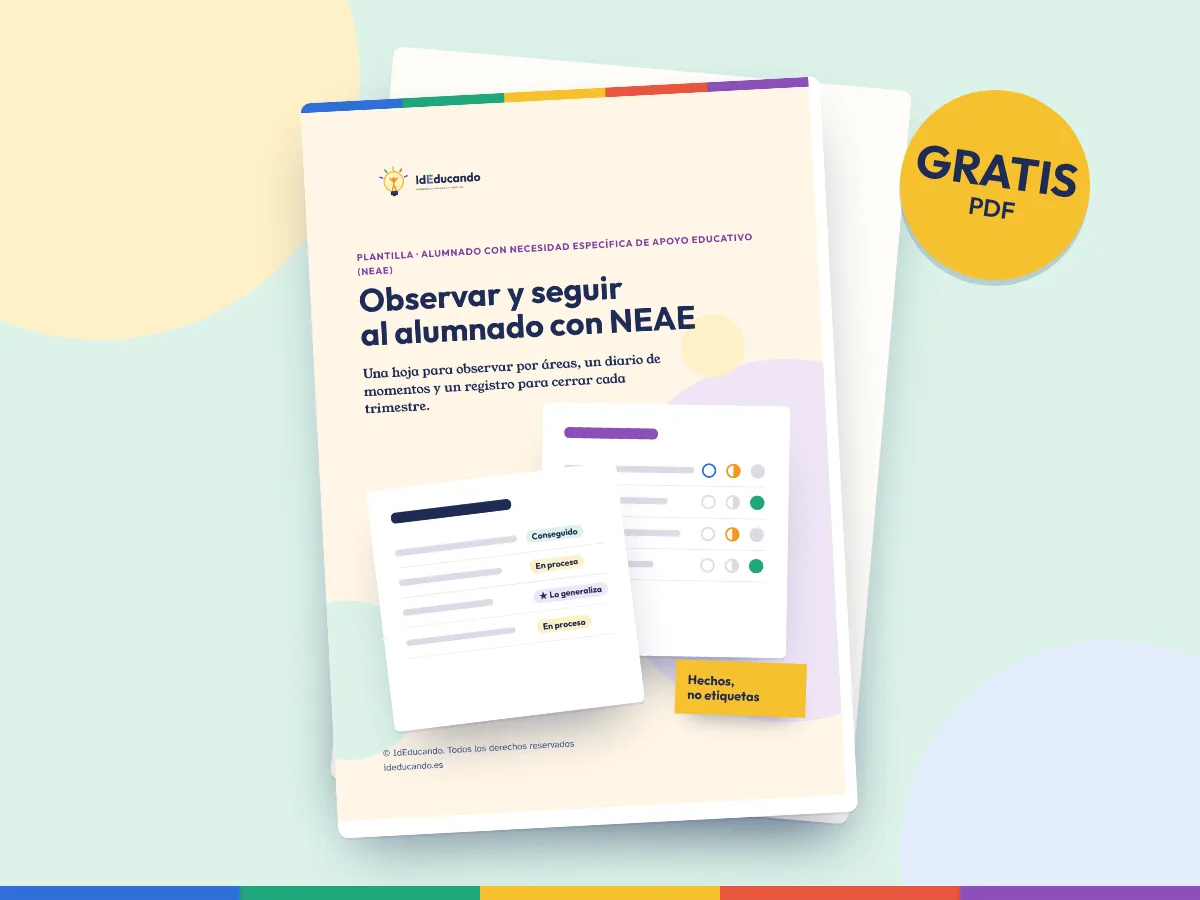 GRATIS
PDF
IdEducando
PLANTILLA · ALUMNADO CON NECESIDAD ESPECÍFICA DE APOYO EDUCATIVO
(NEAE)
Observar y seguir
al alumnado con NEAE
Una hoja para observar por áreas, un diario de
momentos y un registro para cerrar cada
trimestre.
Conseguido
En proceso
★ Lo generaliza
En proceso
Hechos,
no etiquetas
© IdEducando. Todos los derechos reservados
ideducando.es